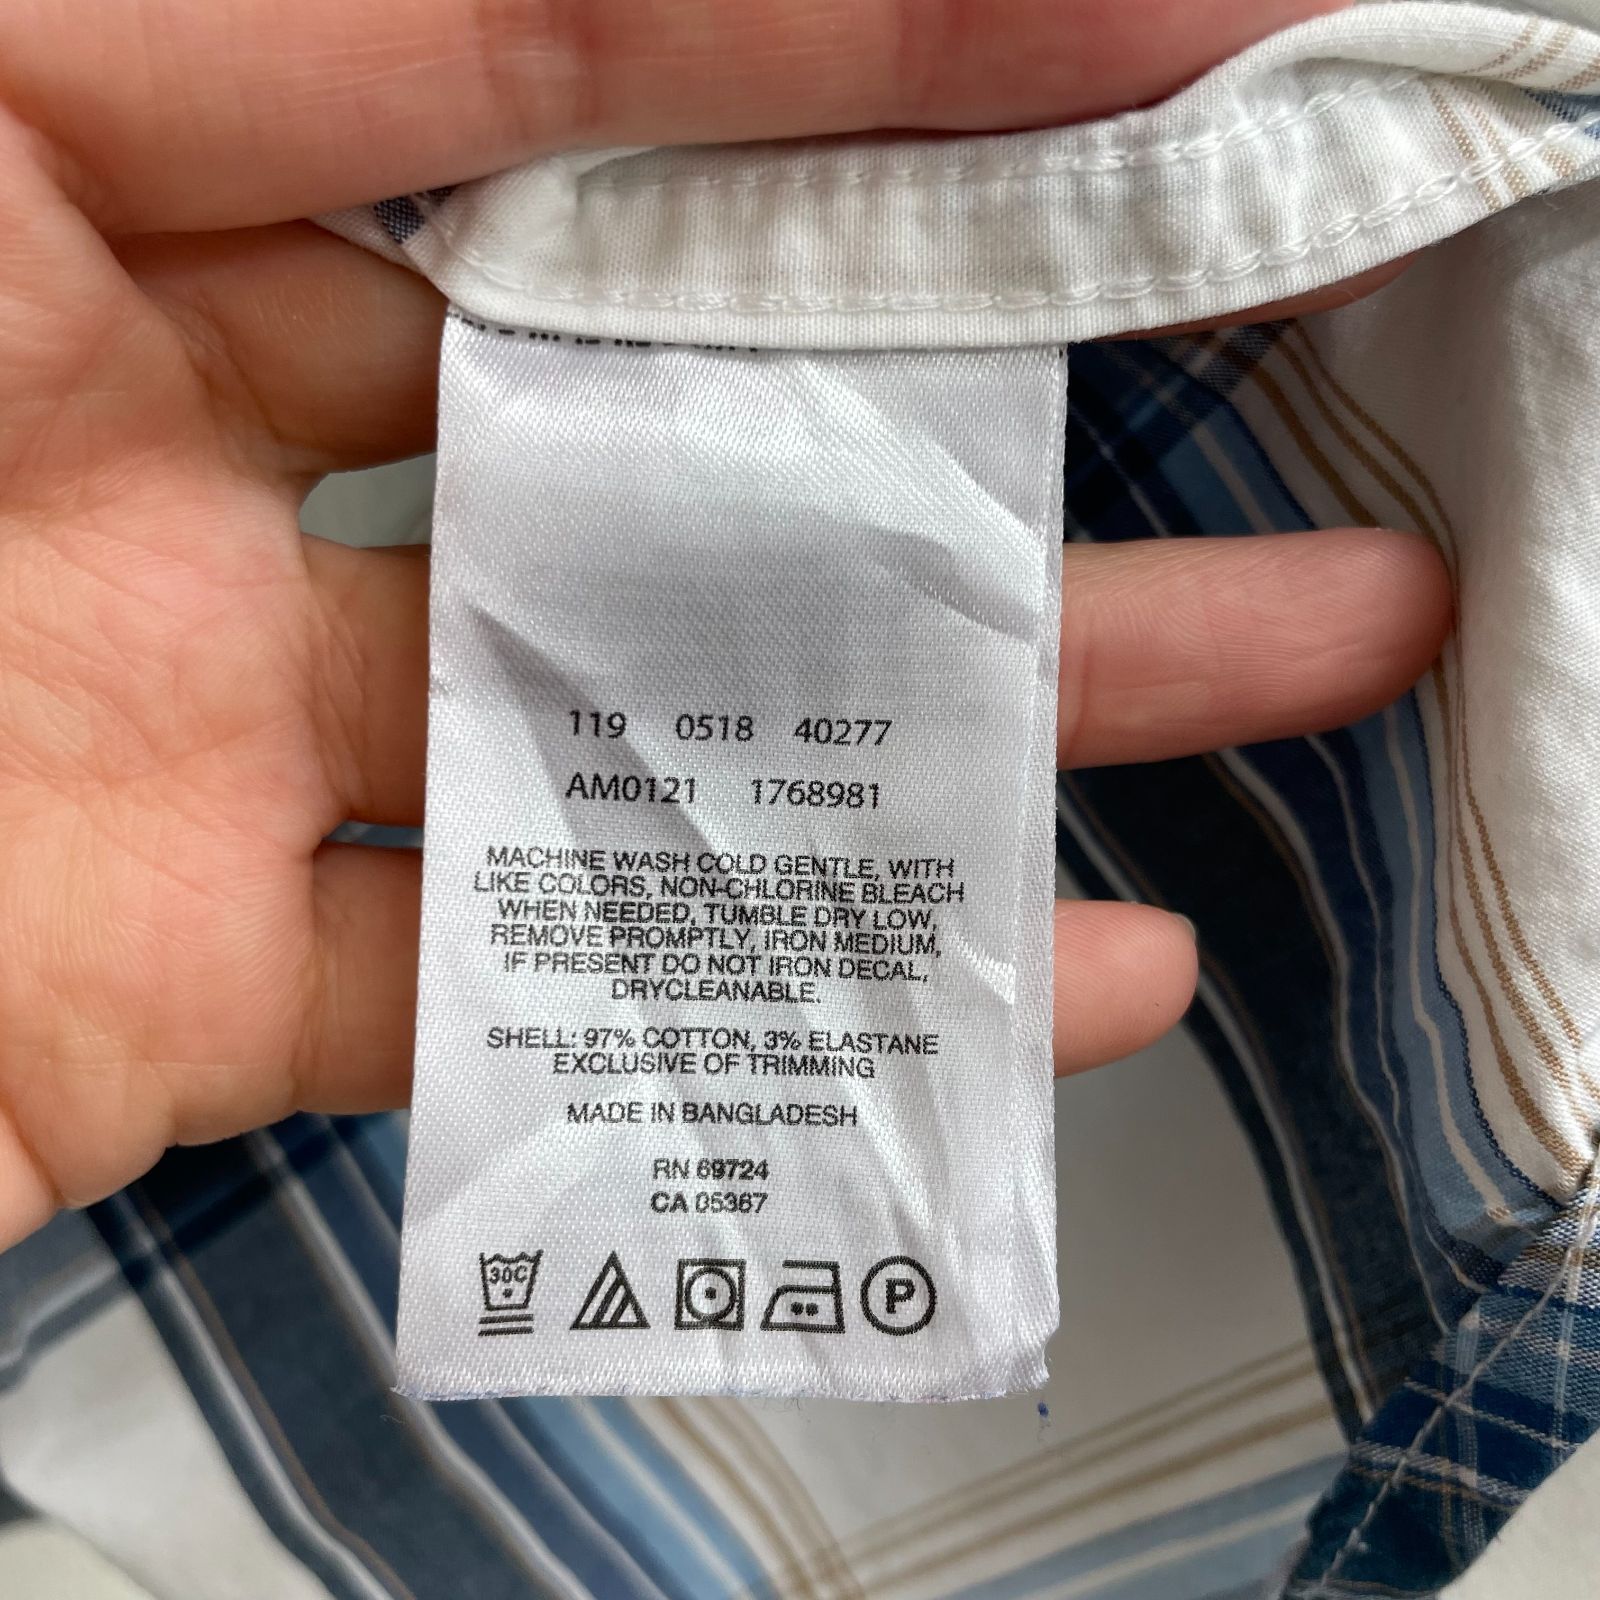 119 0518 40277
AM0121 1768981
MACHINE WASH COLD GENTLE, WITH
LIKE COLORS, NON-CHLORINE BLEACH
WHEN NEEDED, TUMBLE DRY LOW,
REMOVE PROMPTLY, IRON MEDIUM,
IF PRESENT DO NOT IRON DECAL,
DRYCLEANABLE.
SHELL: 97% COTTON, 3% ELASTANE
EXCLUSIVE OF TRIMMING
MADE IN BANGLADESH
RN 69724
CA 05367
30C
P